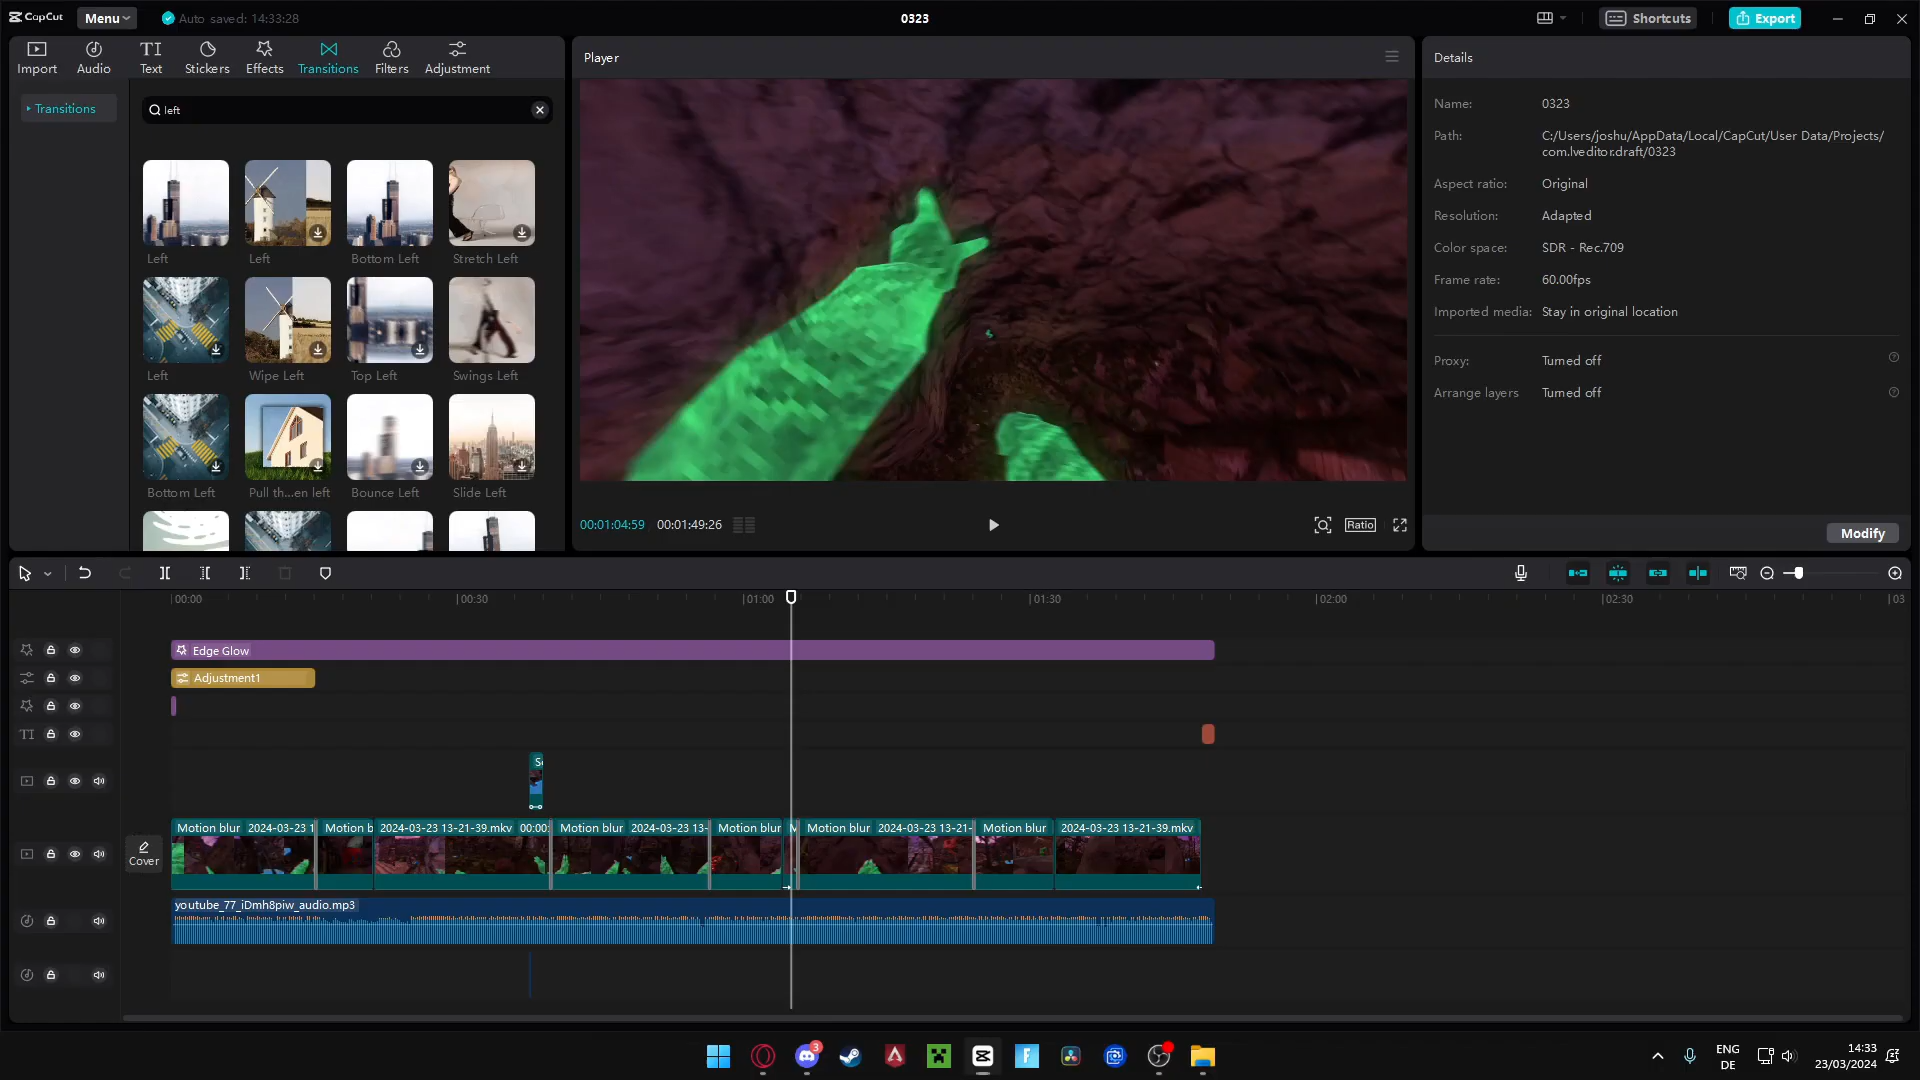 CapCut
Menu
Auto saved: 14:33:28
0323
Shortcuts
Export
Import
Audio
Text
Stickers
Effects
Transitions
Filters
Adjustment
Transitions
left
Left
Left
Bottom Left
Stretch Left
Left
Wipe Left
Top Left
Swings Left
Bottom Left
Pull th...en left
Bounce Left
Slide Left
Player
00:01:04:59
00:01:49:26
Ratio
Details
Name: 0323
Path: C:/Users/joshu/AppData/Local/CapCut/User Data/Projects/
com.lveditor.draft/0323
Aspect ratio: Original
Resolution: Adapted
Color space: SDR - Rec.709
Frame rate: 60.00fps
Imported media: Stay in original location
Proxy: Turned off
Arrange layers Turned off
Modify
00:00
00:30
01:00
01:30
02:00
02:30
03
Edge Glow
Adjustment1
Cover
Motion blur 2024-03-23 1
Motion b
2024-03-23 13-21-39.mkv 00:00:
Motion blur 2024-03-23 13-
Motion blur
M
Motion blur 2024-03-23 13-21-
Motion blur
2024-03-23 13-21-39.mkv
youtube_77_iDmh8piw_audio.mp3
3
ENG
DE
14:33
23/03/2024